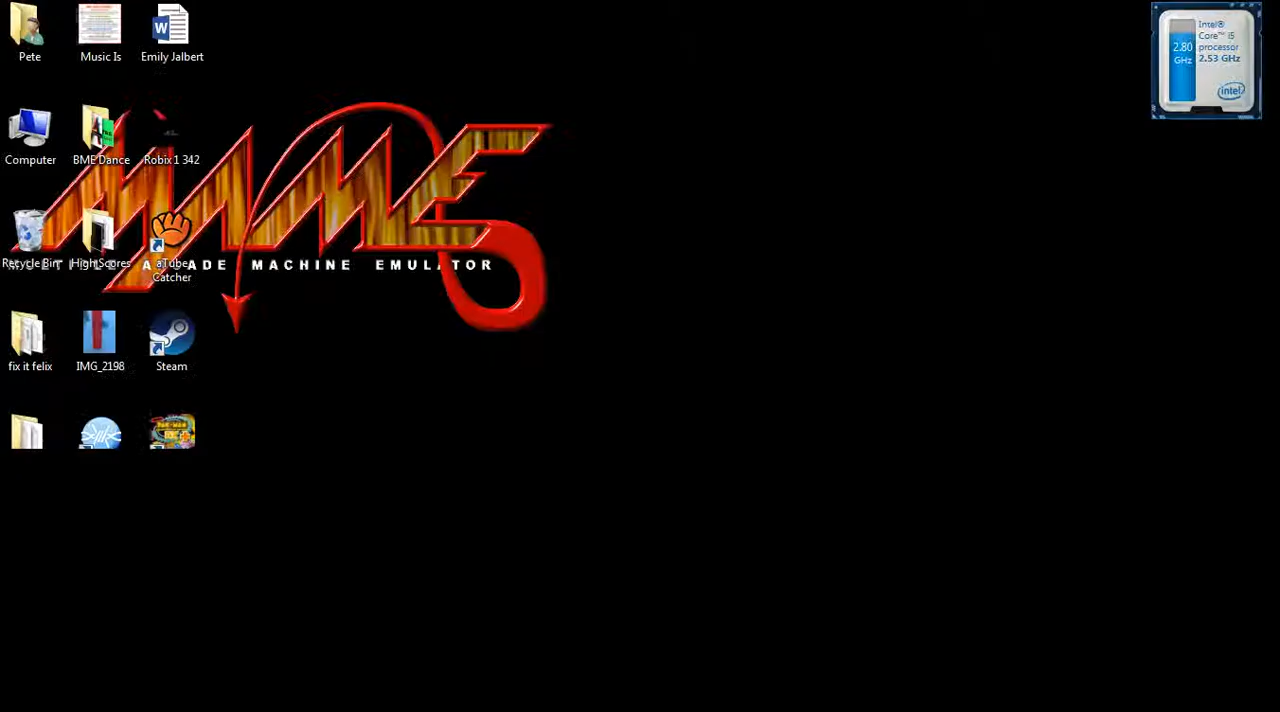 Pete
Music Is
Emily Jalbert
Intel®
Core™ i5
processor
2.53 GHz
2.80
GHz
intel
Computer
BME Dance
Robix 1 342
MAME
Recycle Bin
High Scores
aTube
Catcher
MACHINE EMULATOR
fix it felix
IMG_2198
Steam